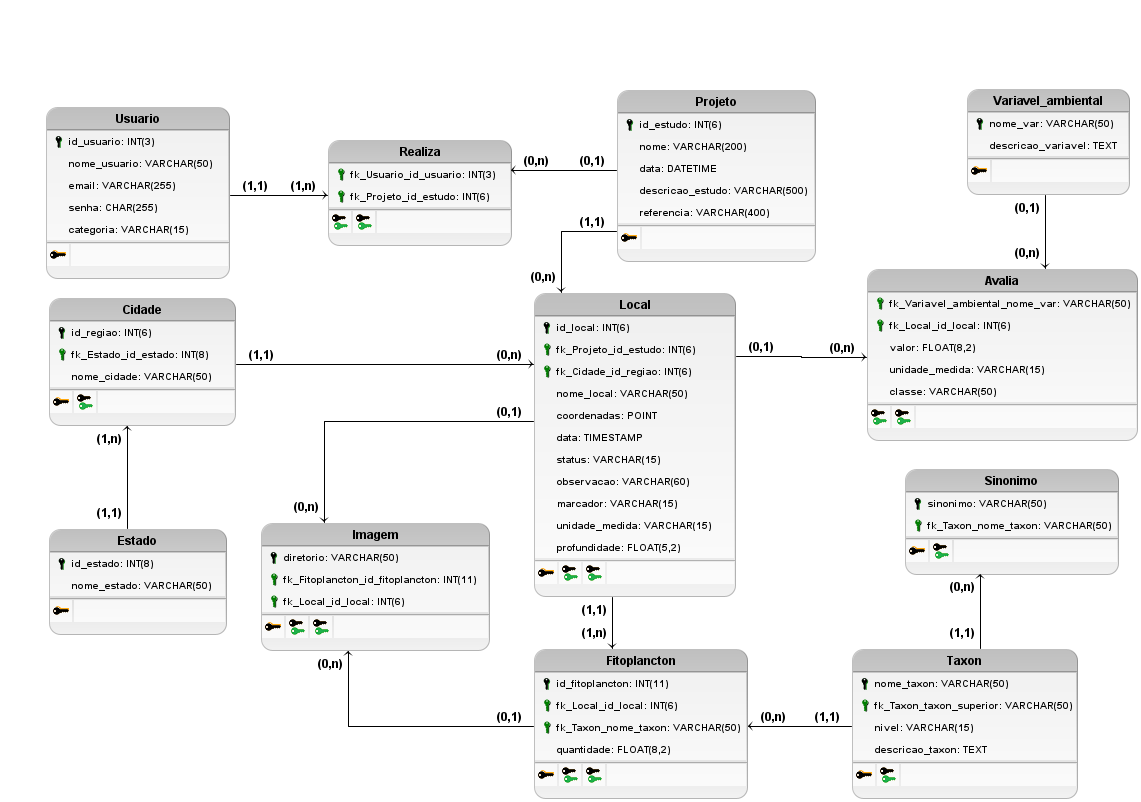 Usuario
id_usuario: INT(3)
nome_usuario: VARCHAR(50)
email: VARCHAR(255)
senha: CHAR(255)
categoria: VARCHAR(15)
(1,1)
(1,n)
Realiza
fk_Usuario_id_usuario: INT(3)
fk_Projeto_id_estudo: INT(6)
(0,n)
(0,1)
Projeto
id_estudo: INT(6)
nome: VARCHAR(200)
data: DATETIME
descricao_estudo: VARCHAR(500)
referencia: VARCHAR(400)
(1,1)
(0,n)
Variavel_ambiental
nome_var: VARCHAR(50)
descricao_variavel: TEXT
(0,1)
(0,n)
Cidade
id_regiao: INT(6)
fk_Estado_id_estado: INT(8)
nome_cidade: VARCHAR(50)
(1,1)
(0,n)
(1,n)
(1,1)
Local
id_local: INT(6)
fk_Projeto_id_estudo: INT(6)
fk_Cidade_id_regiao: INT(6)
nome_local: VARCHAR(50)
coordenadas: POINT
data: TIMESTAMP
status: VARCHAR(15)
observacao: VARCHAR(60)
marcador: VARCHAR(15)
unidade_medida: VARCHAR(15)
profundidade: FLOAT(5,2)
(0,1)
(0,n)
Avalia
fk_Variavel_ambiental_nome_var: VARCHAR(50)
fk_Local_id_local: INT(6)
valor: FLOAT(8,2)
unidade_medida: VARCHAR(15)
classe: VARCHAR(50)
(0,1)
(0,n)
Estado
id_estado: INT(8)
nome_estado: VARCHAR(50)
Imagem
diretorio: VARCHAR(50)
fk_Fitoplancton_id_fitoplancton: INT(11)
fk_Local_id_local: INT(6)
(0,n)
(0,1)
(1,1)
(1,n)
Sinonimo
sinonimo: VARCHAR(50)
fk_Taxon_nome_taxon: VARCHAR(50)
(0,n)
(1,1)
Fitoplancton
id_fitoplancton: INT(11)
fk_Local_id_local: INT(6)
fk_Taxon_nome_taxon: VARCHAR(50)
quantidade: FLOAT(8,2)
(0,n)
(1,1)
Taxon
nome_taxon: VARCHAR(50)
fk_Taxon_taxon_superior: VARCHAR(50)
nivel: VARCHAR(15)
descricao_taxon: TEXT